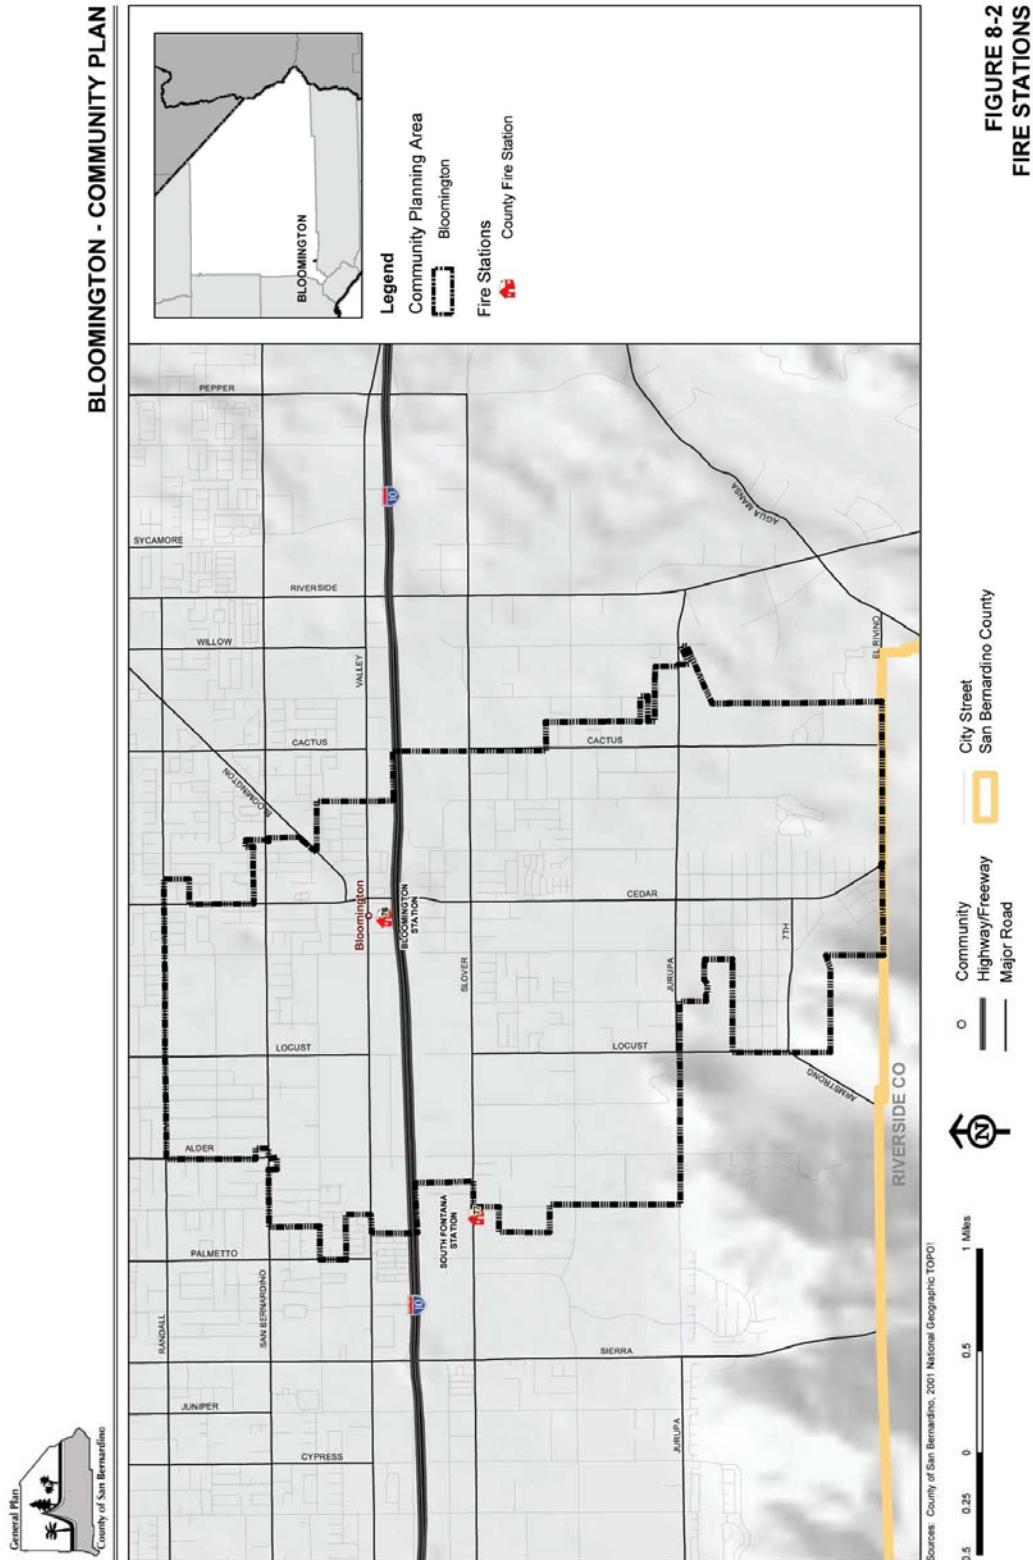 General Plan
County of San Bernardino
BLOOMINGTON - COMMUNITY PLAN
RANDALL
SAN BERNARDINO
JUNIPER
CYPRESS
PALMETTO
ALDER
LOCUST
BLOOMINGTON
CACTUS
WILLOW
RIVERSIDE
SYCAMORE
PEPPER
VALLEY
Bloomington
76
BLOOMINGTON
STATION
10
10
SOUTH FONTANA
STATION
77
SLOVER
SIERRA
LOCUST
CEDAR
CACTUS
JURUPA
JURUPA
7TH
ARMSTRONG
AGUA MANSA
EL RIVINO
RIVERSIDE CO
BLOOMINGTON
Legend
Community Planning Area
Bloomington
Fire Stations
County Fire Station
Sources: County of San Bernardino, 2001 National Geographic TOPO!
0.5 0.25 0 0.5 1 Miles
N
Community
Highway/Freeway
Major Road
City Street
San Bernardino County
FIGURE 8-2
FIRE STATIONS